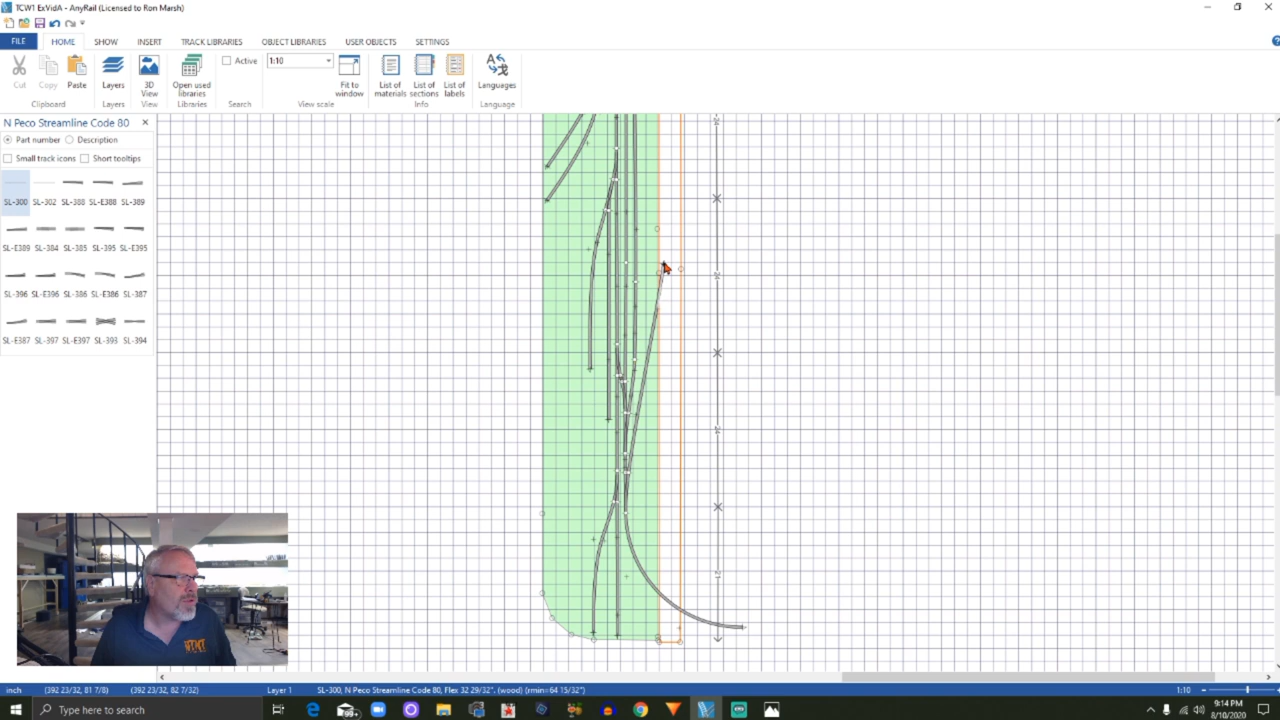 TCW1 ExVidA - AnyRail (Licensed to Ron Marsh)
FILE HOME SHOW INSERT TRACK LIBRARIES OBJECT LIBRARIES USER OBJECTS SETTINGS
Cut Copy Paste Layers 3D View Open used libraries Active 1:10 Fit to window List of materials List of sections List of labels Languages
Clipboard Layers View Libraries Search View scale Info Language
N Peco Streamline Code 80
Part number Description
Small track icons Short tooltips
SL-300 SL-302 SL-388 SL-E388 SL-389
SL-E389 SL-384 SL-385 SL-395 SL-E395
SL-396 SL-E396 SL-386 SL-E386 SL-387
SL-E387 SL-397 SL-E397 SL-393 SL-394
24
24
24
inch (392 23/32, 81 7/8) (392 23/32, 82 7/32) Layer 1 SL-300, N Peco Streamline Code 80, Flex 32 29/32", (wood) (rmin=64 15/32") 1:10
Type here to search 99+ 9:14 PM
8/10/2020